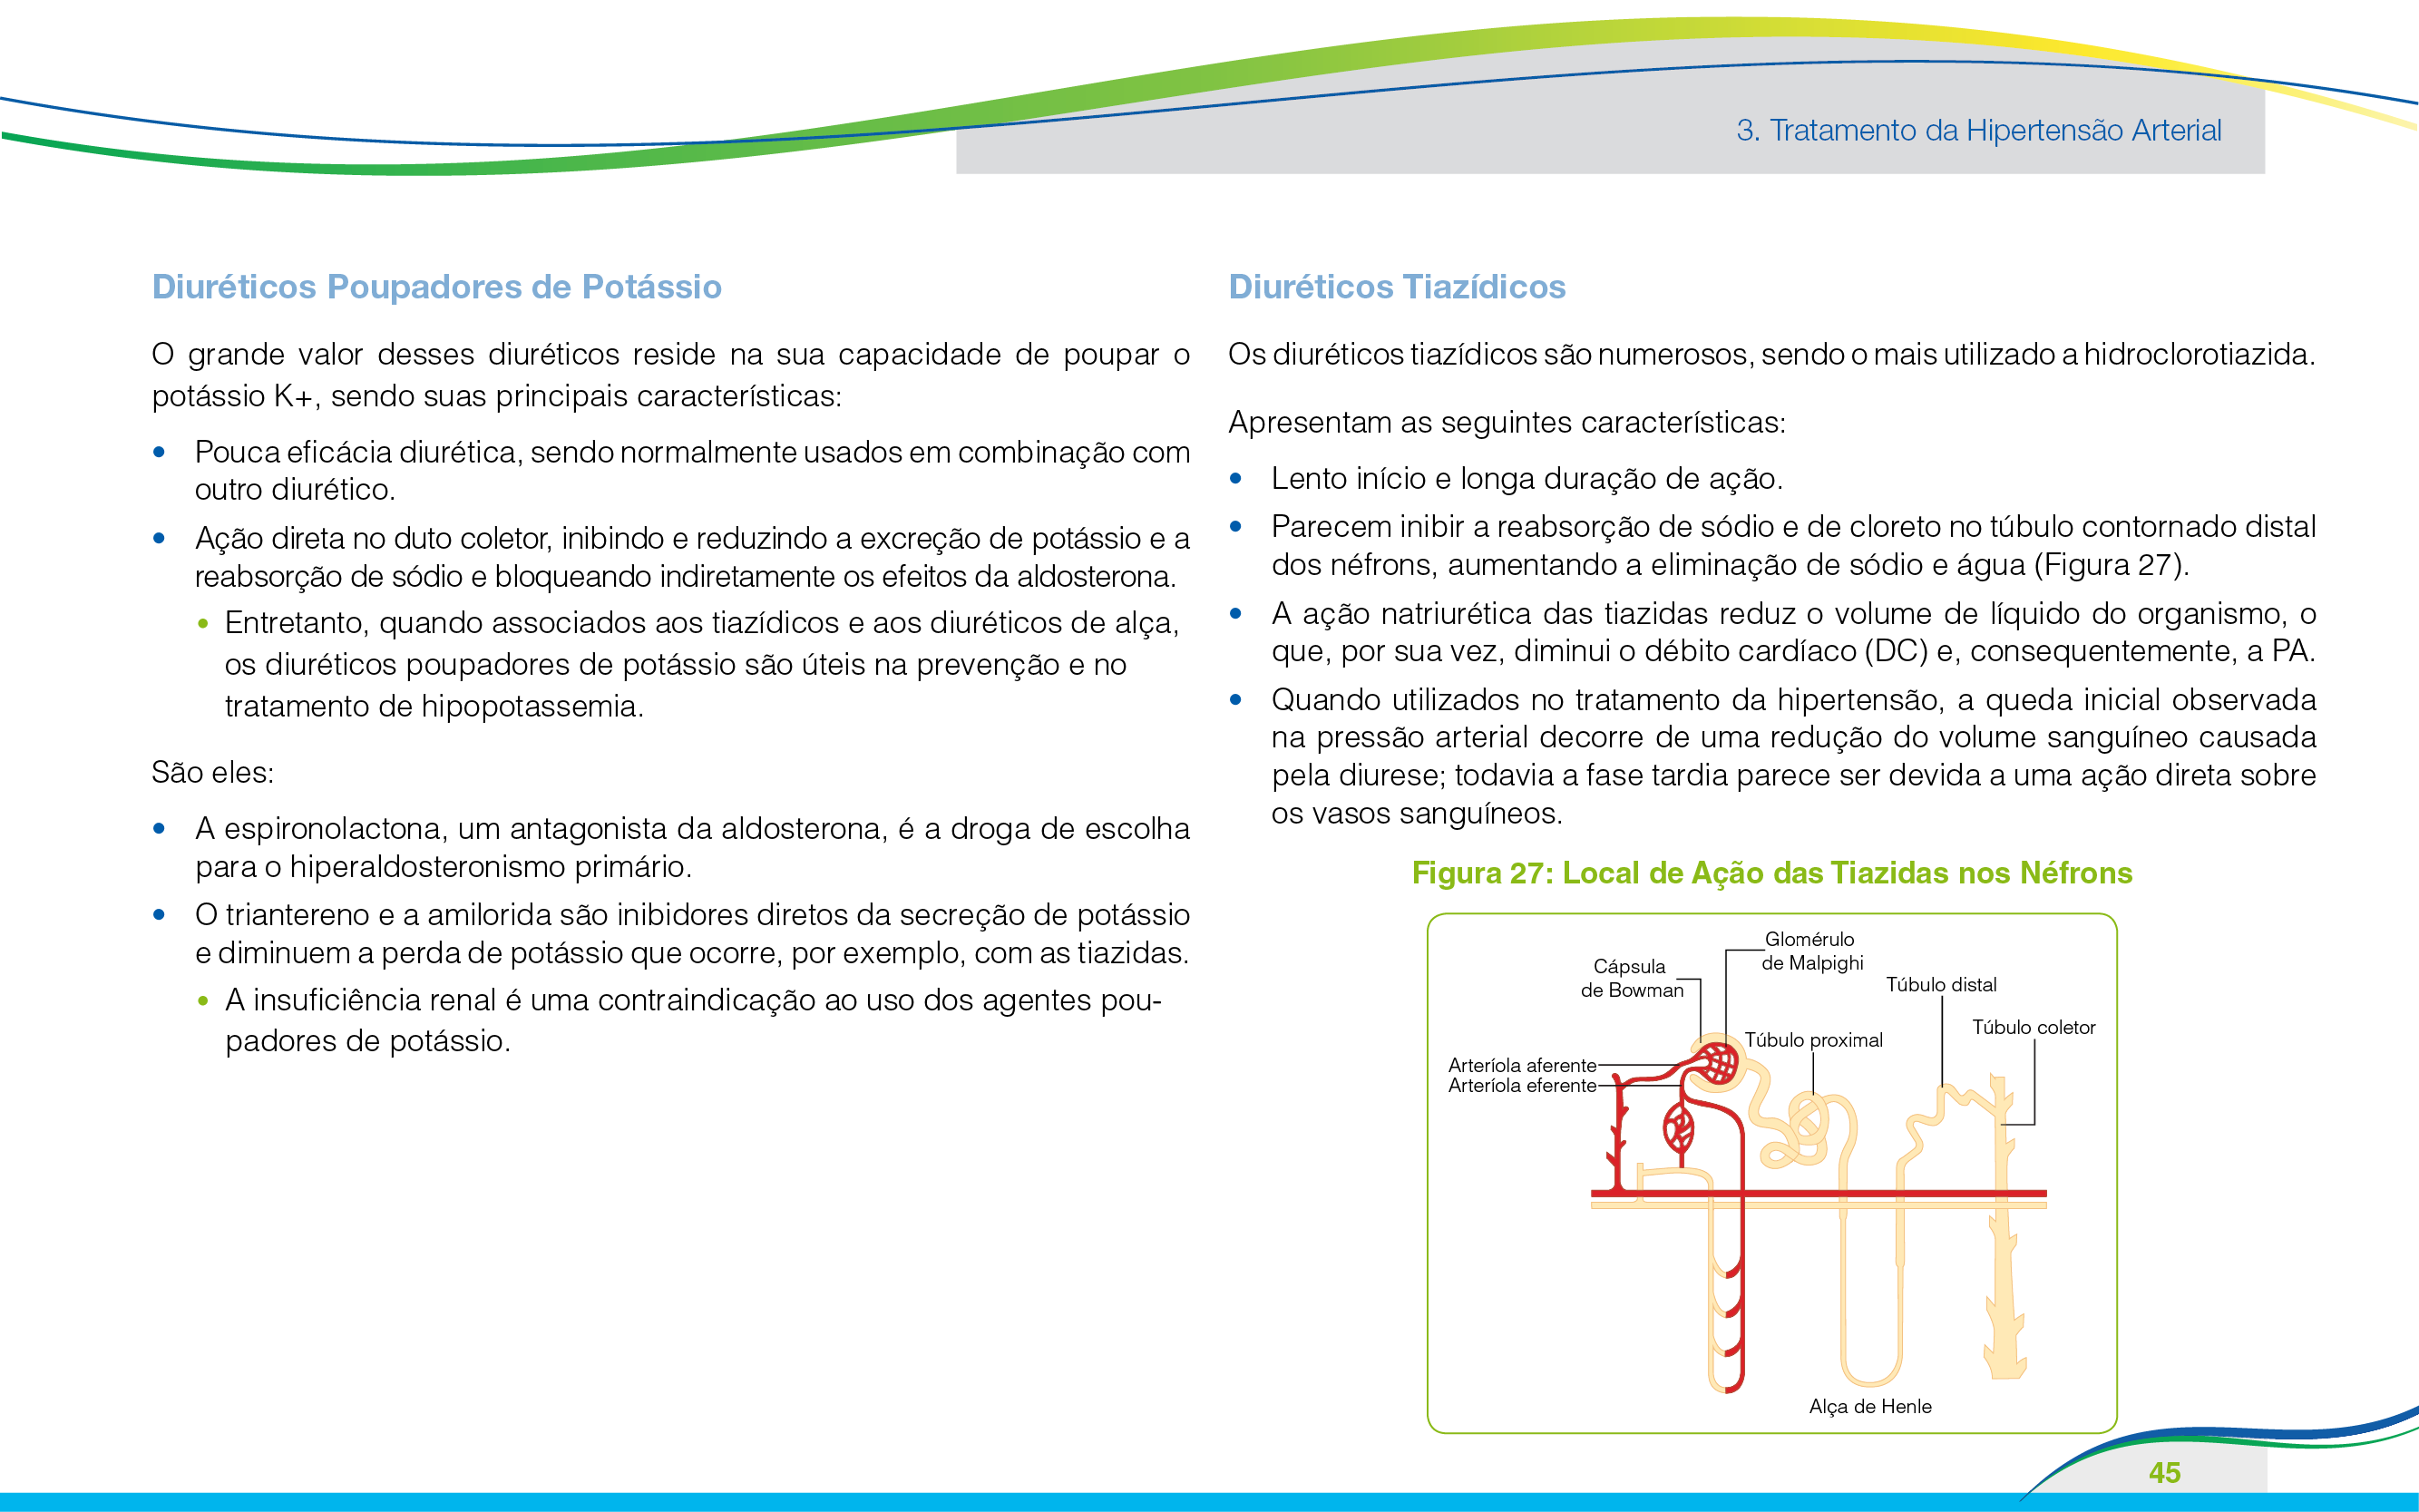 3. Tratamento da Hipertensão Arterial
Diuréticos Poupadores de Potássio
O grande valor desses diuréticos reside na sua capacidade de poupar o
potássio K+, sendo suas principais características:
• Pouca eficácia diurética, sendo normalmente usados em combinação com
outro diurético.
• Ação direta no duto coletor, inibindo e reduzindo a excreção de potássio e a
reabsorção de sódio e bloqueando indiretamente os efeitos da aldosterona.
• Entretanto, quando associados aos tiazídicos e aos diuréticos de alça,
os diuréticos poupadores de potássio são úteis na prevenção e no
tratamento de hipopotassemia.
São eles:
• A espironolactona, um antagonista da aldosterona, é a droga de escolha
para o hiperaldosteronismo primário.
• O triantereno e a amilorida são inibidores diretos da secreção de potássio
e diminuem a perda de potássio que ocorre, por exemplo, com as tiazidas.
• A insuficiência renal é uma contraindicação ao uso dos agentes pou-
padores de potássio.
Diuréticos Tiazídicos
Os diuréticos tiazídicos são numerosos, sendo o mais utilizado a hidroclorotiazida.
Apresentam as seguintes características:
• Lento início e longa duração de ação.
• Parecem inibir a reabsorção de sódio e de cloreto no túbulo contornado distal
dos néfrons, aumentando a eliminação de sódio e água (Figura 27).
• A ação natriurética das tiazidas reduz o volume de líquido do organismo, o
que, por sua vez, diminui o débito cardíaco (DC) e, consequentemente, a PA.
• Quando utilizados no tratamento da hipertensão, a queda inicial observada
na pressão arterial decorre de uma redução do volume sanguíneo causada
pela diurese; todavia a fase tardia parece ser devida a uma ação direta sobre
os vasos sanguíneos.
Figura 27: Local de Ação das Tiazidas nos Néfrons
Glomérulo
de Malpighi
Cápsula
de Bowman
Túbulo distal
Túbulo coletor
Túbulo proximal
Arteríola aferente
Arteríola eferente
Alça de Henle
45